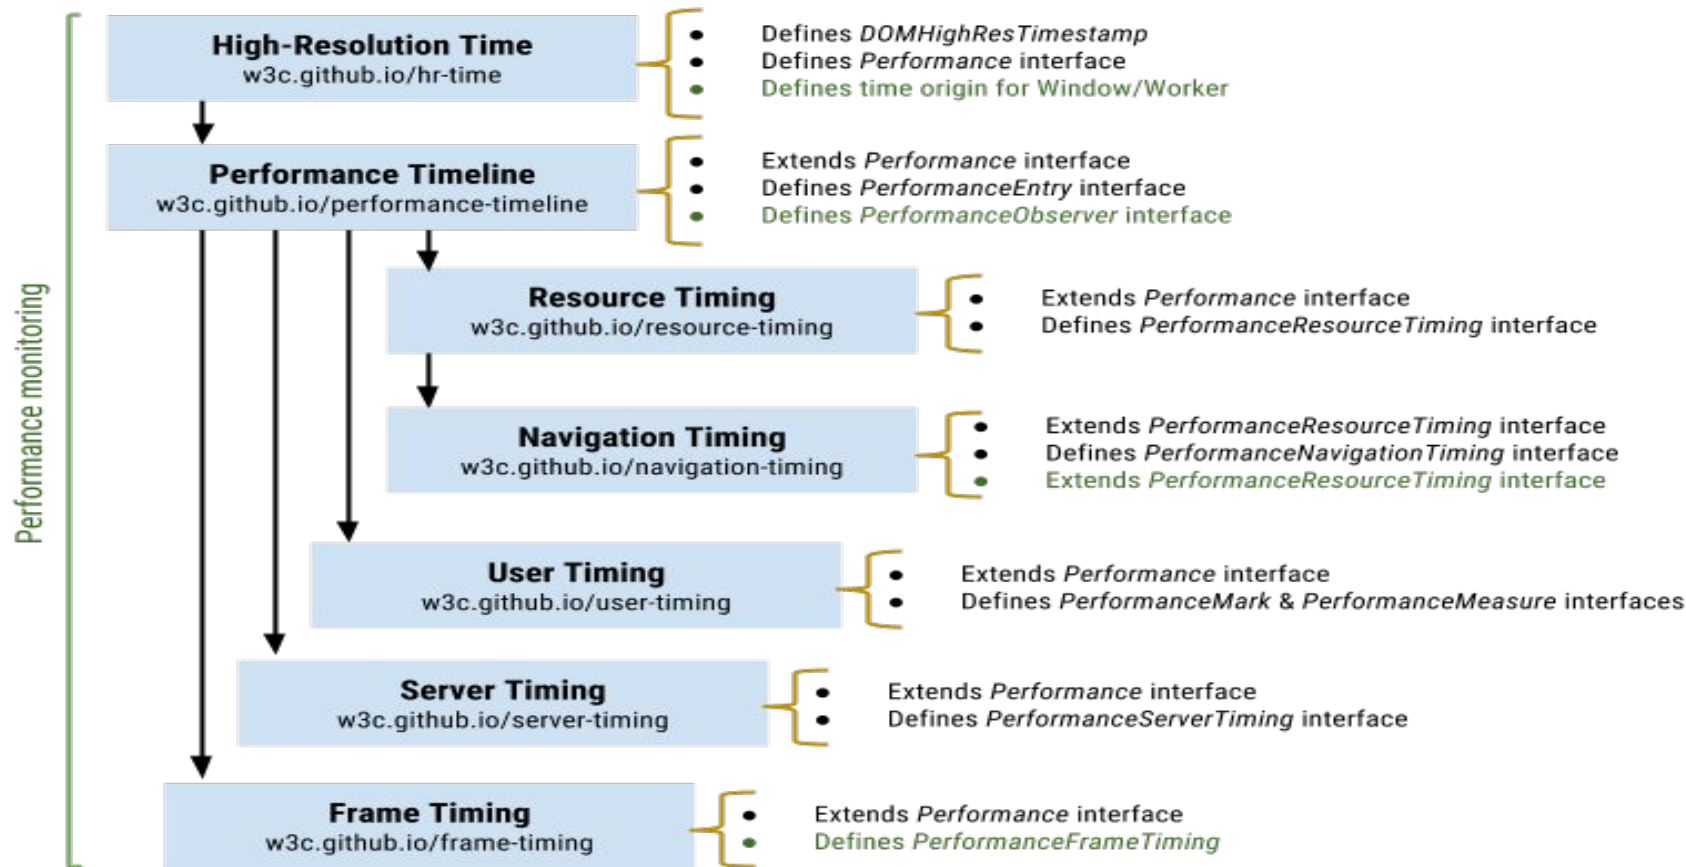 Performance monitoring
High-Resolution Time
w3c.github.io/hr-time
• Defines DOMHighResTimestamp
• Defines Performance interface
• Defines time origin for Window/Worker
Performance Timeline
w3c.github.io/performance-timeline
• Extends Performance interface
• Defines PerformanceEntry interface
• Defines PerformanceObserver interface
Resource Timing
w3c.github.io/resource-timing
• Extends Performance interface
• Defines PerformanceResourceTiming interface
Navigation Timing
w3c.github.io/navigation-timing
• Extends PerformanceResourceTiming interface
• Defines PerformanceNavigationTiming interface
• Extends PerformanceResourceTiming interface
User Timing
w3c.github.io/user-timing
• Extends Performance interface
• Defines PerformanceMark & PerformanceMeasure interfaces
Server Timing
w3c.github.io/server-timing
• Extends Performance interface
• Defines PerformanceServerTiming interface
Frame Timing
w3c.github.io/frame-timing
• Extends Performance interface
• Defines PerformanceFrameTiming